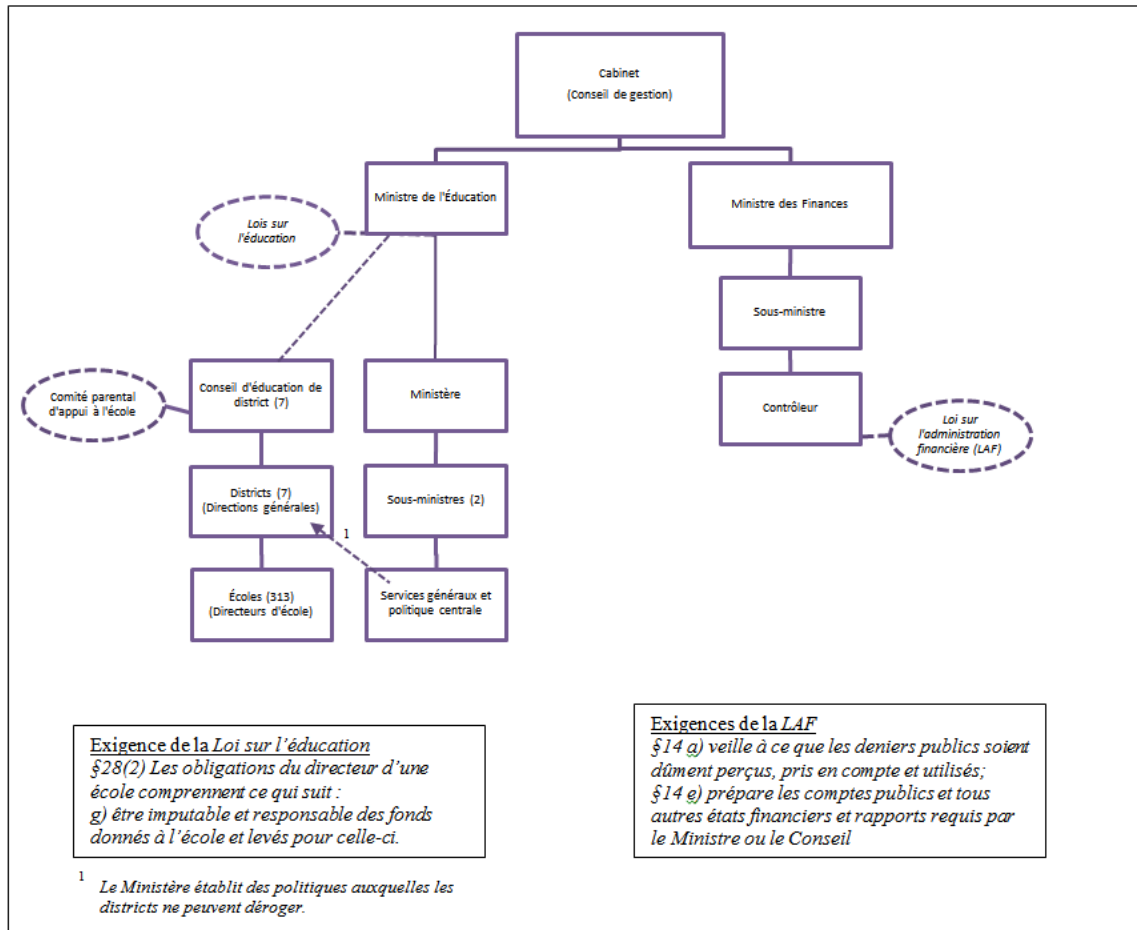 Cabinet
(Conseil de gestion)
Ministre de l'Éducation
Ministre des Finances
Lois sur
l'éducation
Sous-ministre
Conseil d'éducation de
district (7)
Ministère
Comité parental
d'appui à l'école
Contrôleur
Loi sur
l'administration
financière (LAF)
Districts (7)
(Directions générales)
Sous-ministres (2)
1
Écoles (313)
(Directeurs d'école)
Services généraux et
politique centrale
Exigence de la Loi sur l'éducation
§28(2) Les obligations du directeur d'une
école comprennent ce qui suit :
g) être imputable et responsable des fonds
donnés à l'école et levés pour celle-ci.
Exigences de la LAF
§14 a) veille à ce que les deniers publics soient
dûment perçus, pris en compte et utilisés;
§14 e) prépare les comptes publics et tous
autres états financiers et rapports requis par
le Ministre ou le Conseil
1 Le Ministère établit des politiques auxquelles les
districts ne peuvent déroger.